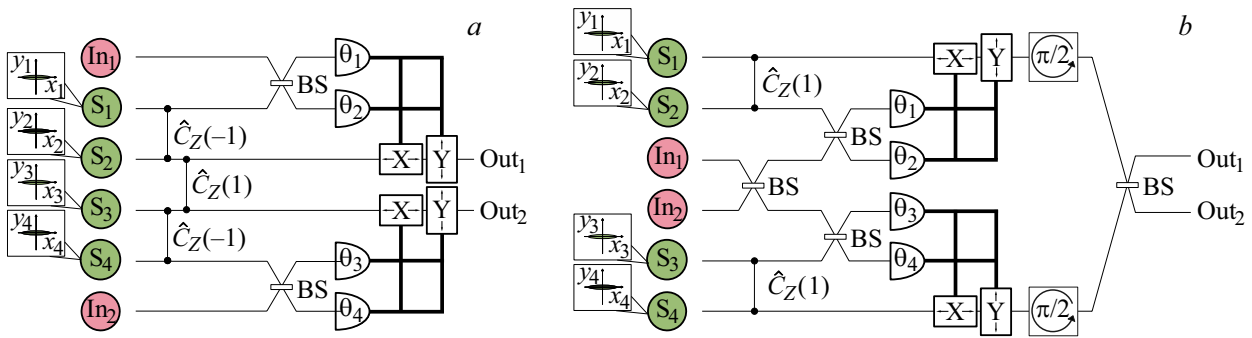 a
In₁
y₁
x₁
S₁
θ₁
BS
θ₂
Ĉ_Z(−1)
y₂
x₂
S₂
X
Y
Out₁
Ĉ_Z(1)
y₃
x₃
S₃
X
Y
Out₂
Ĉ_Z(−1)
y₄
x₄
S₄
θ₃
BS
θ₄
In₂
b
y₁
x₁
S₁
X
Y
π/2
Ĉ_Z(1)
y₂
x₂
S₂
θ₁
BS
θ₂
In₁
BS
In₂
Out₁
BS
Out₂
θ₃
BS
θ₄
y₃
x₃
S₃
Ĉ_Z(1)
y₄
x₄
S₄
X
Y
π/2